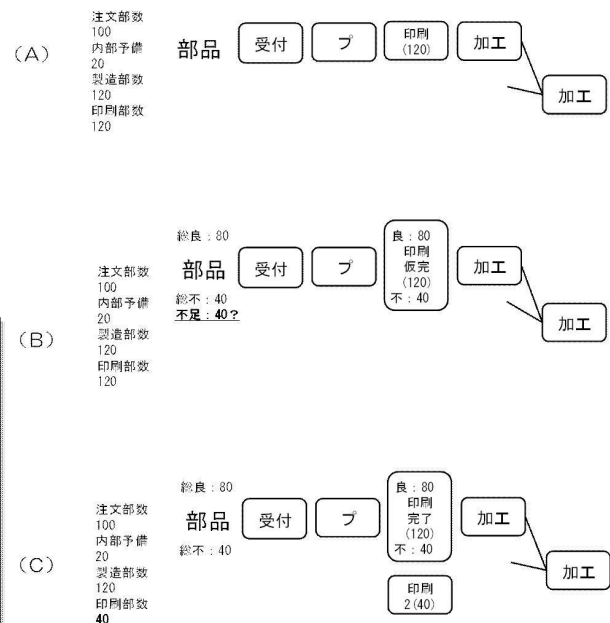 (A)
注文部数
100
内部予備
20
製造部数
120
印刷部数
120
部品
受付
プ
印刷
(120)
加工
加工
(B)
注文部数
100
内部予備
20
製造部数
120
印刷部数
120
総良:80
部品
総不:40
不足:40?
受付
プ
良:80
印刷
仮完
(120)
不:40
加工
加工
(C)
注文部数
100
内部予備
20
製造部数
120
印刷部数
40
総良:80
部品
総不:40
受付
プ
良:80
印刷
完了
(120)
不:40
印刷
2(40)
加工
加工